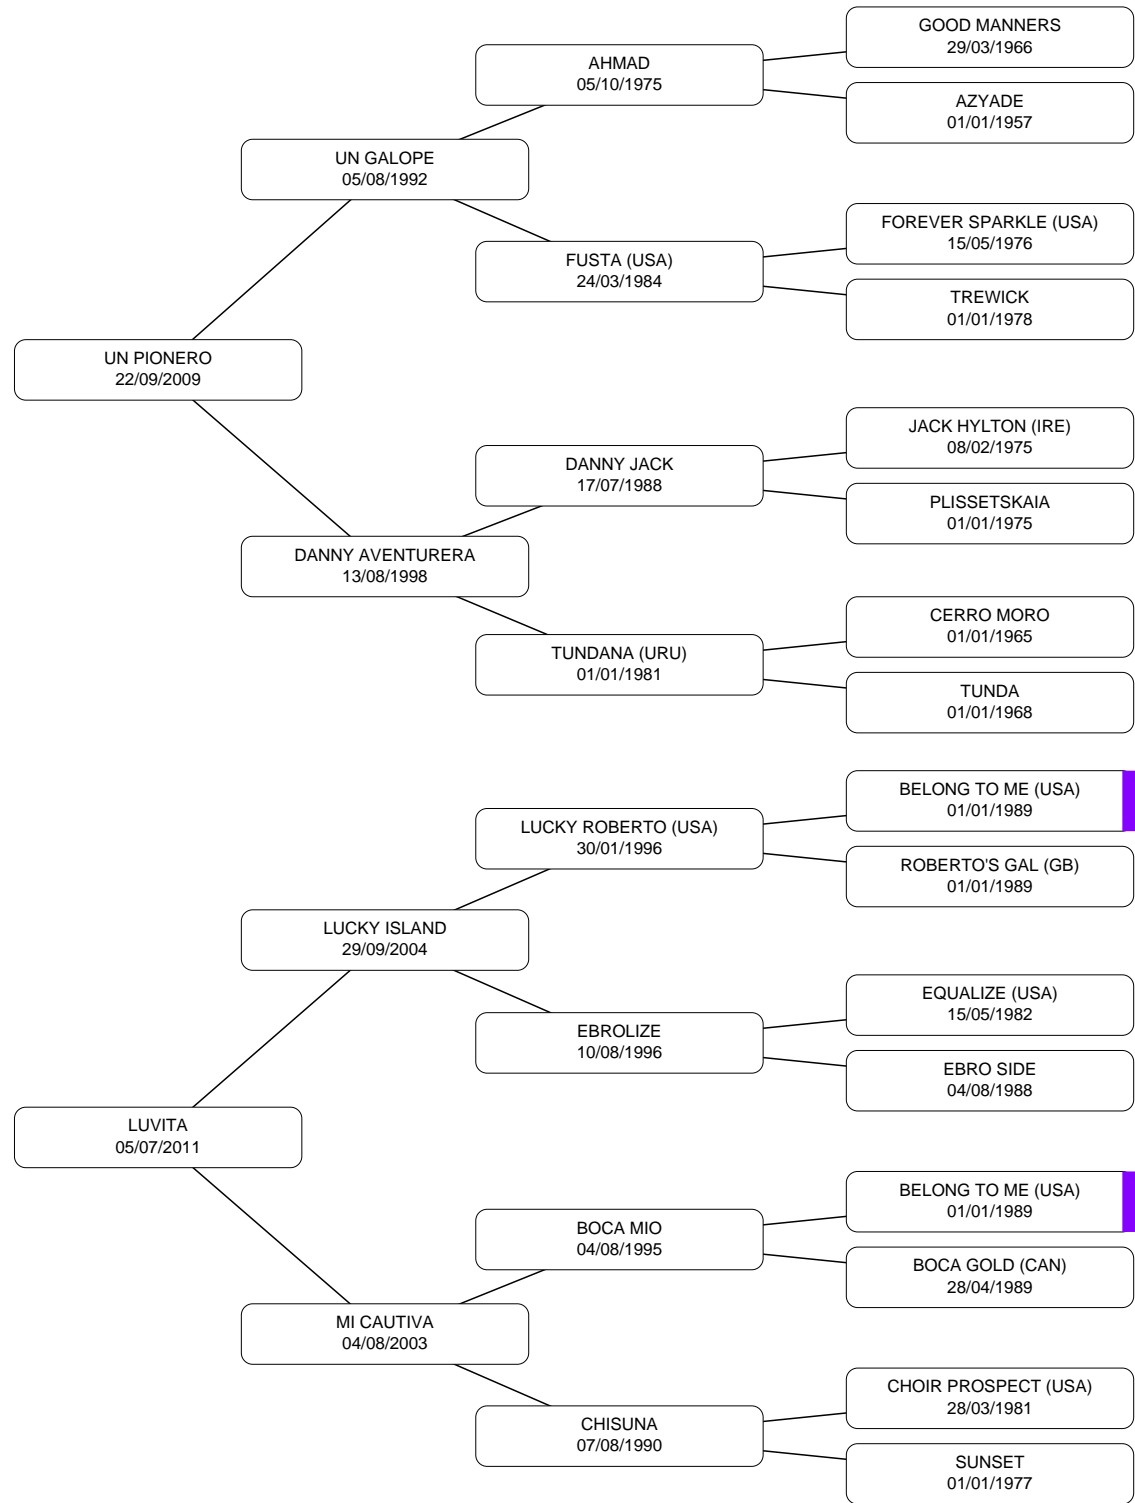 GOOD MANNERS
29/03/1966
AHMAD
05/10/1975
AZYADE
01/01/1957
UN GALOPE
05/08/1992
FOREVER SPARKLE (USA)
15/05/1976
FUSTA (USA)
24/03/1984
TREWICK
01/01/1978
UN PIONERO
22/09/2009
JACK HYLTON (IRE)
08/02/1975
DANNY JACK
17/07/1988
PLISSETSKAIA
01/01/1975
DANNY AVENTURERA
13/08/1998
CERRO MORO
01/01/1965
TUNDANA (URU)
01/01/1981
TUNDA
01/01/1968
BELONG TO ME (USA)
01/01/1989
LUCKY ROBERTO (USA)
30/01/1996
ROBERTO'S GAL (GB)
01/01/1989
LUCKY ISLAND
29/09/2004
EQUALIZE (USA)
15/05/1982
EBROLIZE
10/08/1996
EBRO SIDE
04/08/1988
LUVITA
05/07/2011
BELONG TO ME (USA)
01/01/1989
BOCA MIO
04/08/1995
BOCA GOLD (CAN)
28/04/1989
MI CAUTIVA
04/08/2003
CHOIR PROSPECT (USA)
28/03/1981
CHISUNA
07/08/1990
SUNSET
01/01/1977